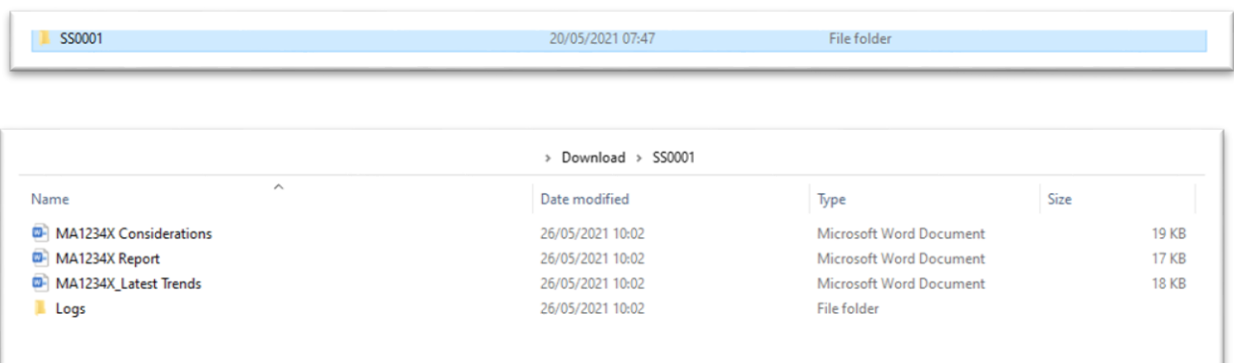 SS0001 20/05/2021 07:47 File folder
> Download > SS0001
Name Date modified Type Size
MA1234X Considerations 26/05/2021 10:02 Microsoft Word Document 19 KB
MA1234X Report 26/05/2021 10:02 Microsoft Word Document 17 KB
MA1234X_Latest Trends 26/05/2021 10:02 Microsoft Word Document 18 KB
Logs 26/05/2021 10:02 File folder